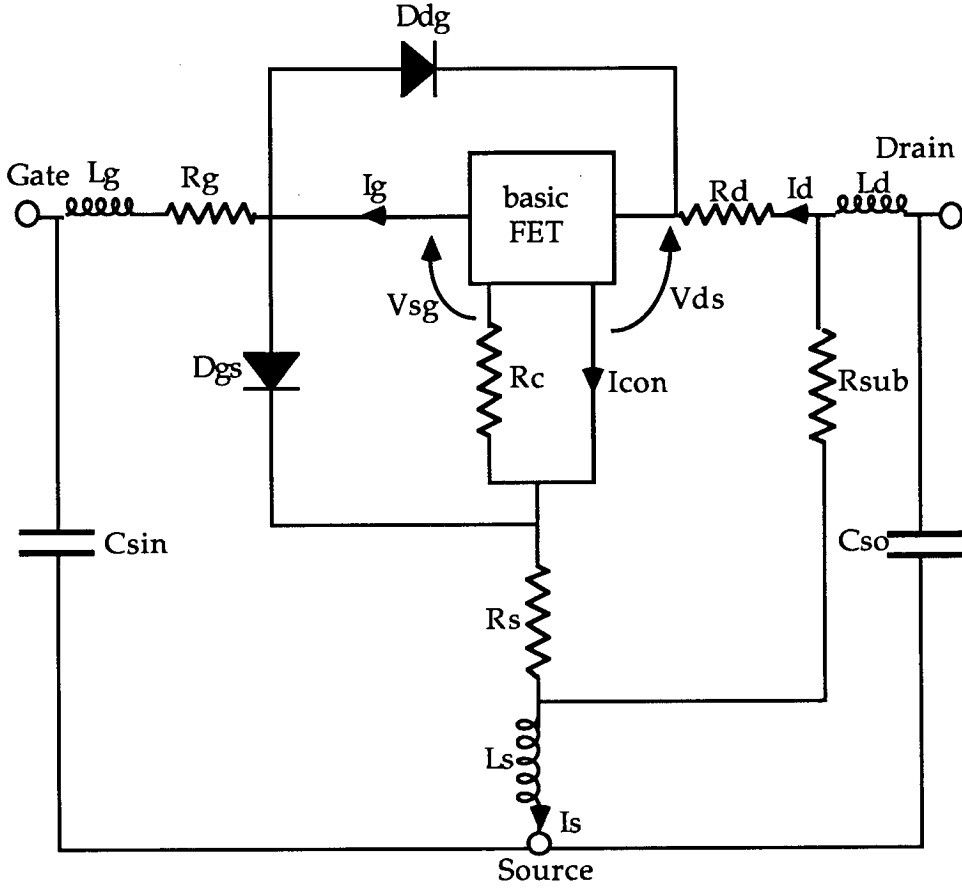 Ddg
Gate
Lg
Rg
Ig
basic
FET
Rd
Id
Drain
Ld
Vsg
Vds
Dgs
Rc
Icon
Rsub
Csin
Cso
Rs
Ls
Is
Source